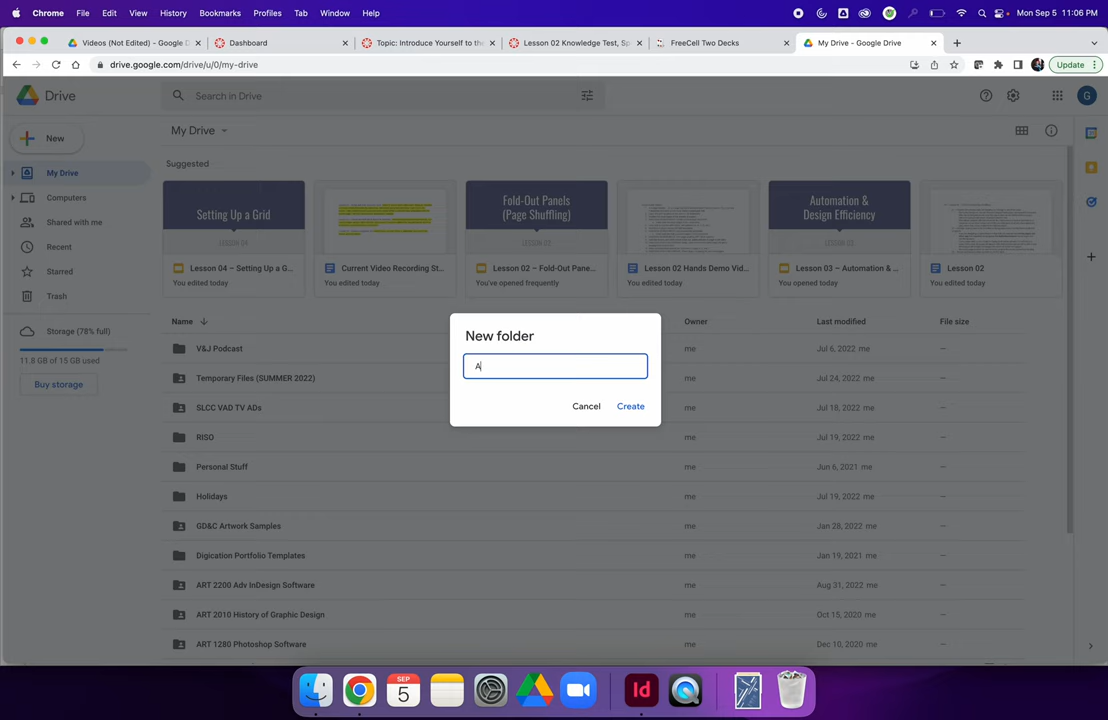 Chrome File Edit View History Bookmarks Profiles Tab Window Help Mon Sep 5 11:06 PM
Videos (Not Edited) - Google D Dashboard Topic: Introduce Yourself to the Lesson 02 Knowledge Test, Sp FreeCell Two Decks My Drive - Google Drive
drive.google.com/drive/u/0/my-drive Update
Drive Search in Drive G
New My Drive
Suggested
My Drive
Computers
Shared with me
Recent
Starred
Trash
Storage (78% full)
11.8 GB of 15 GB used
Buy storage
Setting Up a Grid
LESSON 04
Lesson 04 – Setting Up a G...
You edited today
Current Video Recording St...
You edited today
Fold-Out Panels
(Page Shuffling)
LESSON 02
Lesson 02 – Fold-Out Pane...
You've opened frequently
Lesson 02 Hands Demo Vid...
You edited today
Automation &
Design Efficiency
LESSON 03
Lesson 03 – Automation & ...
You opened today
Lesson 02
You edited today
Name Owner Last modified File size
V&J Podcast me Jul 6, 2022 me –
Temporary Files (SUMMER 2022) me Jul 24, 2022 me –
SLCC VAD TV ADs me Jul 18, 2022 me –
RISO me Jul 19, 2022 me –
Personal Stuff me Jun 6, 2021 me –
Holidays me Jul 19, 2022 me –
GD&C Artwork Samples me Jan 28, 2022 me –
Digication Portfolio Templates me Jan 19, 2021 me –
ART 2200 Adv InDesign Software me Aug 31, 2022 me –
ART 2010 History of Graphic Design me Oct 15, 2020 me –
ART 1280 Photoshop Software me Dec 10, 2020 me –
New folder
A
Cancel Create
SEP
5
Id